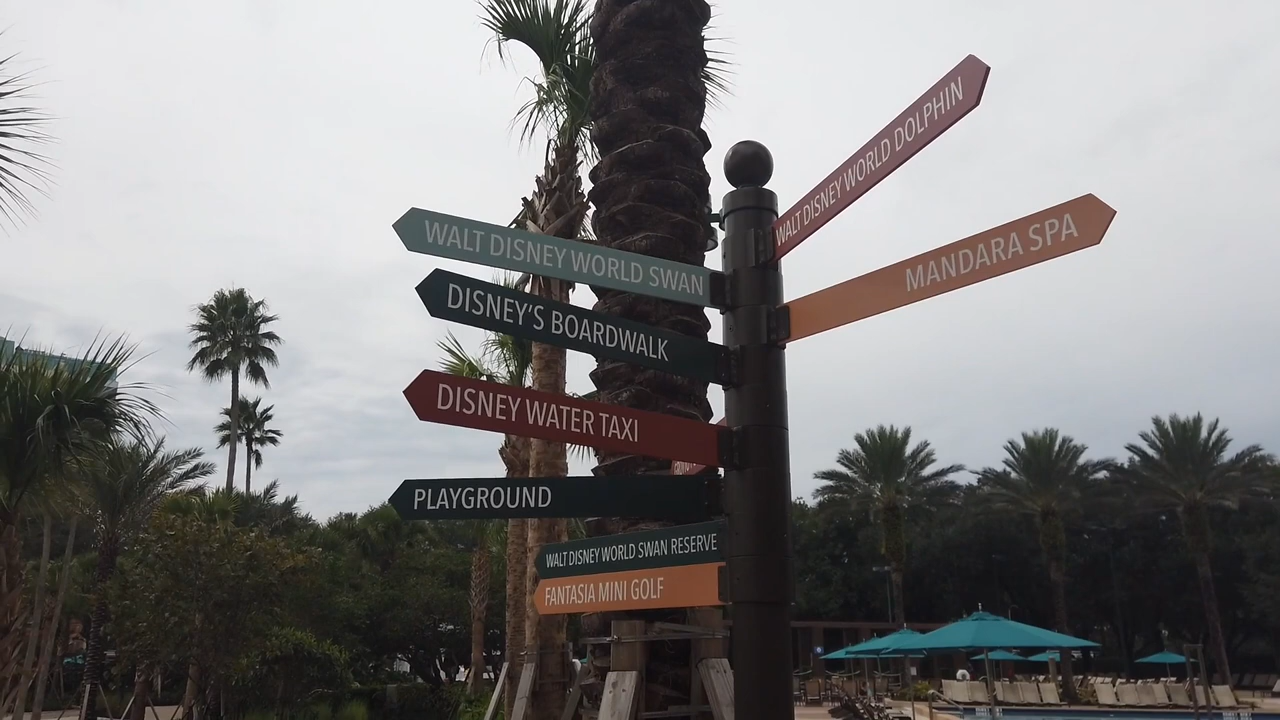 WALT DISNEY WORLD DOLPHIN
MANDARA SPA
WALT DISNEY WORLD SWAN
DISNEY'S BOARDWALK
DISNEY WATER TAXI
PLAYGROUND
WALT DISNEY WORLD SWAN RESERVE
FANTASIA MINI GOLF